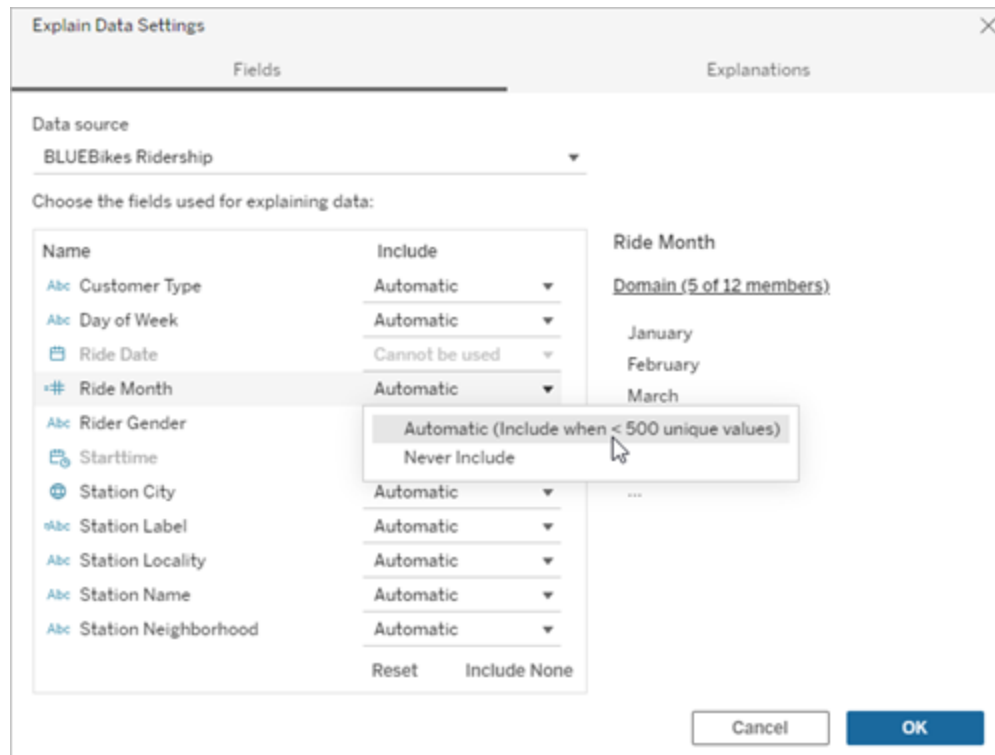 Explain Data Settings
Fields
Explanations
Data source
BLUEBikes Ridership
Choose the fields used for explaining data:
Name Include
Abc Customer Type Automatic
Abc Day of Week Automatic
Ride Date Cannot be used
=# Ride Month Automatic
Automatic (Include when < 500 unique values)
Never Include
Abc Rider Gender
Starttime
Station City Automatic
=Abc Station Label Automatic
Abc Station Locality Automatic
Abc Station Name Automatic
Abc Station Neighborhood Automatic
Reset Include None
Ride Month
Domain (5 of 12 members)
January
February
March
...
Cancel OK